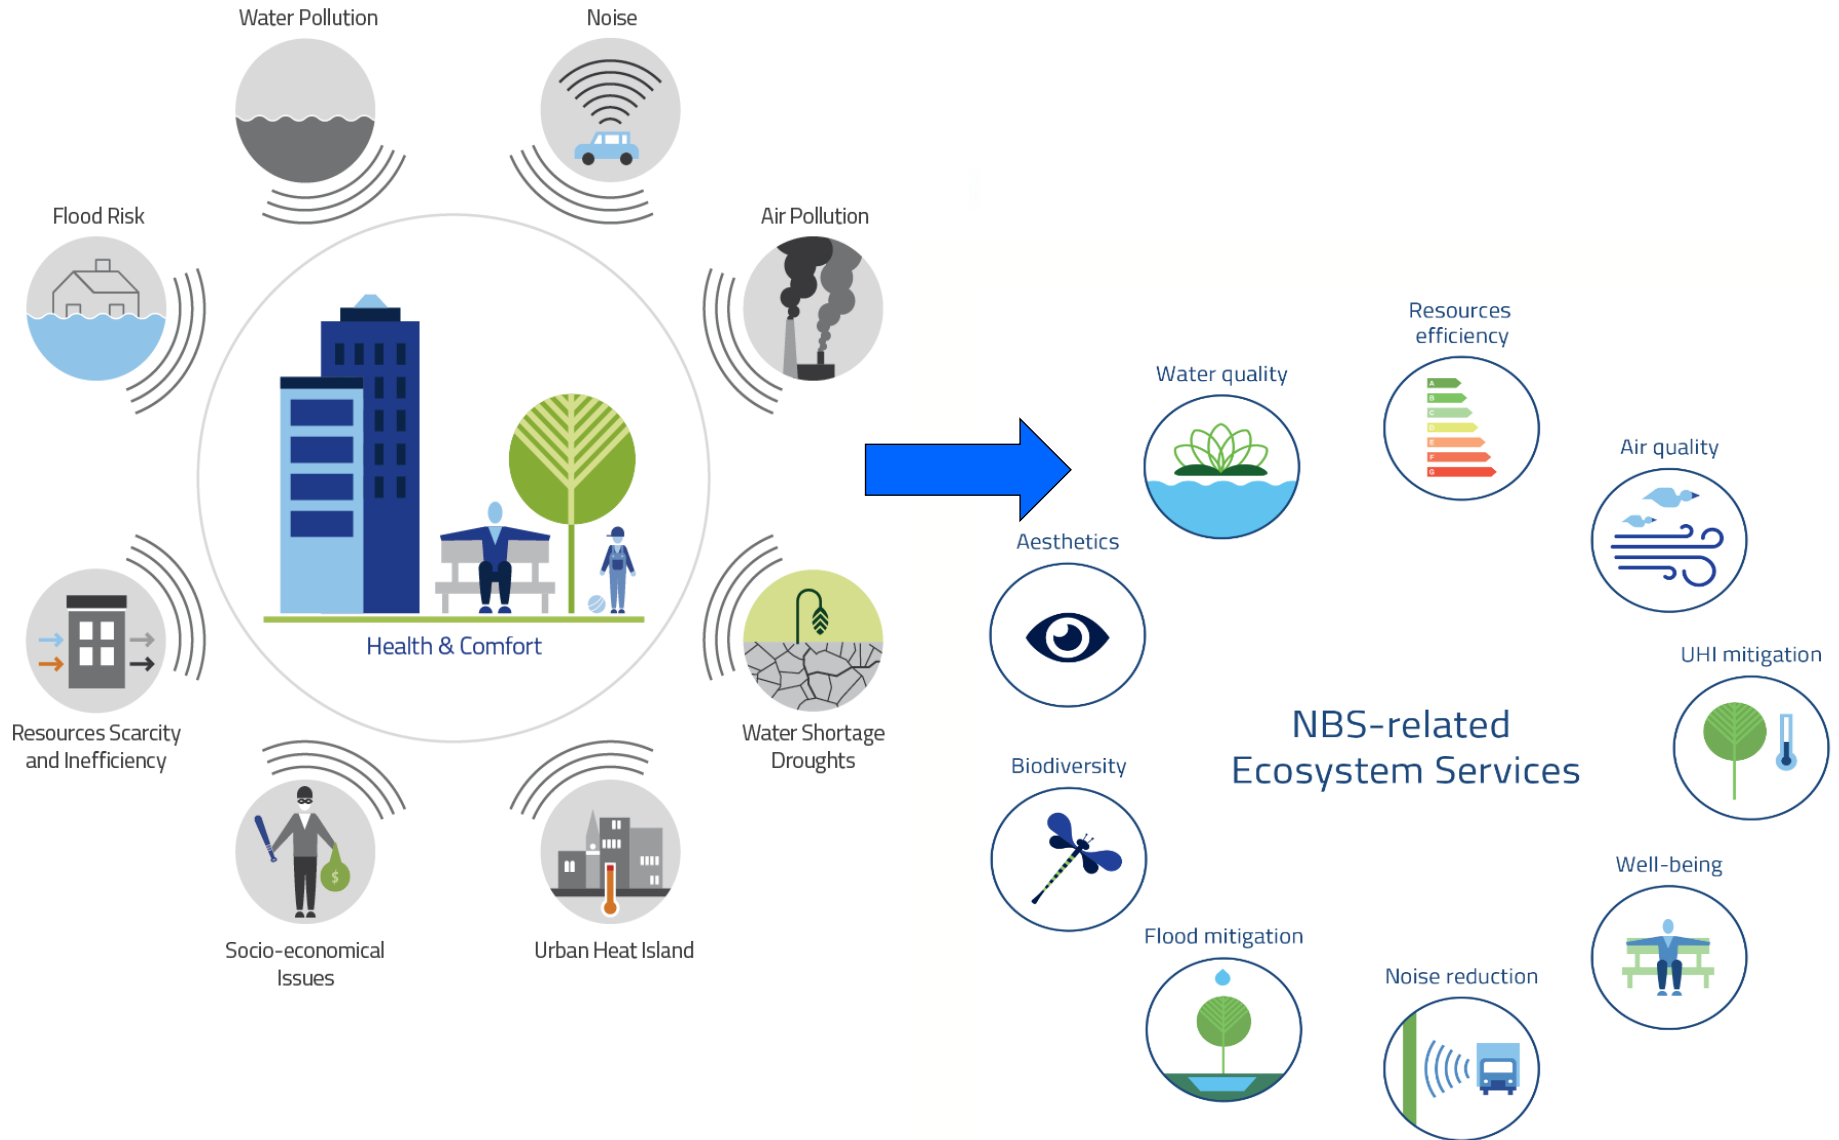 Water Pollution
Noise
Flood Risk
Air Pollution
Health & Comfort
Resources Scarcity
and Inefficiency
Water Shortage
Droughts
$
Socio-economical
Issues
Urban Heat Island
Resources
efficiency
A
B
C
D
E
F
G
Water quality
Air quality
Aesthetics
UHI mitigation
NBS-related
Ecosystem Services
Biodiversity
Well-being
Flood mitigation
Noise reduction